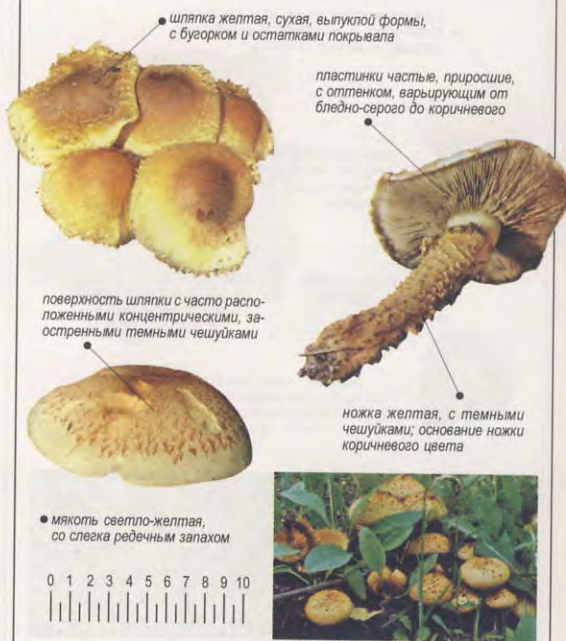 шляпка желтая, сухая, выпуклой формы,
с бугорком и остатками покрывала
пластинки частые, приросшие,
с оттенком, варьирующим от
бледно-серого до коричневого
поверхность шляпки с часто распо-
ложенными концентрическими, за-
остренными темными чешуйками
ножка желтая, с темными
чешуйками; основание ножки
коричневого цвета
мякоть светло-желтая,
со слегка редечным запахом
0 1 2 3 4 5 6 7 8 9 10